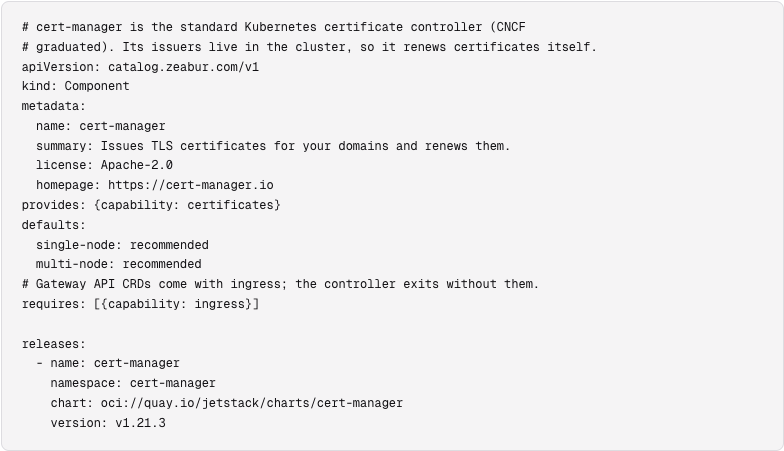 # cert-manager is the standard Kubernetes certificate controller (CNCF
# graduated). Its issuers live in the cluster, so it renews certificates itself.
apiVersion: catalog.zeabur.com/v1
kind: Component
metadata:
  name: cert-manager
  summary: Issues TLS certificates for your domains and renews them.
  license: Apache-2.0
  homepage: https://cert-manager.io
provides: {capability: certificates}
defaults:
  single-node: recommended
  multi-node: recommended
# Gateway API CRDs come with ingress; the controller exits without them.
requires: [{capability: ingress}]

releases:
  - name: cert-manager
    namespace: cert-manager
    chart: oci://quay.io/jetstack/charts/cert-manager
    version: v1.21.3